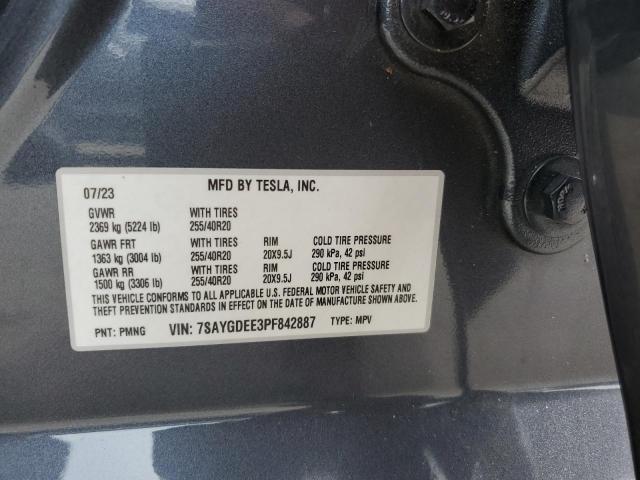 07/23 MFD BY TESLA, INC.
GVWR WITH TIRES
2369 kg (5224 lb) 255/40R20
GAWR FRT WITH TIRES RIM COLD TIRE PRESSURE
1363 kg (3004 lb) 255/40R20 20X9.5J 290 kPa, 42 psi
GAWR RR WITH TIRES RIM COLD TIRE PRESSURE
1500 kg (3306 lb) 255/40R20 20X9.5J 290 kPa, 42 psi
THIS VEHICLE CONFORMS TO ALL APPLICABLE U.S. FEDERAL MOTOR VEHICLE SAFETY AND
THEFT PREVENTION STANDARDS IN EFFECT ON THE DATE OF MANUFACTURE SHOWN ABOVE.
PNT: PMNG VIN: 7SAYGDEE3PF842887 TYPE: MPV